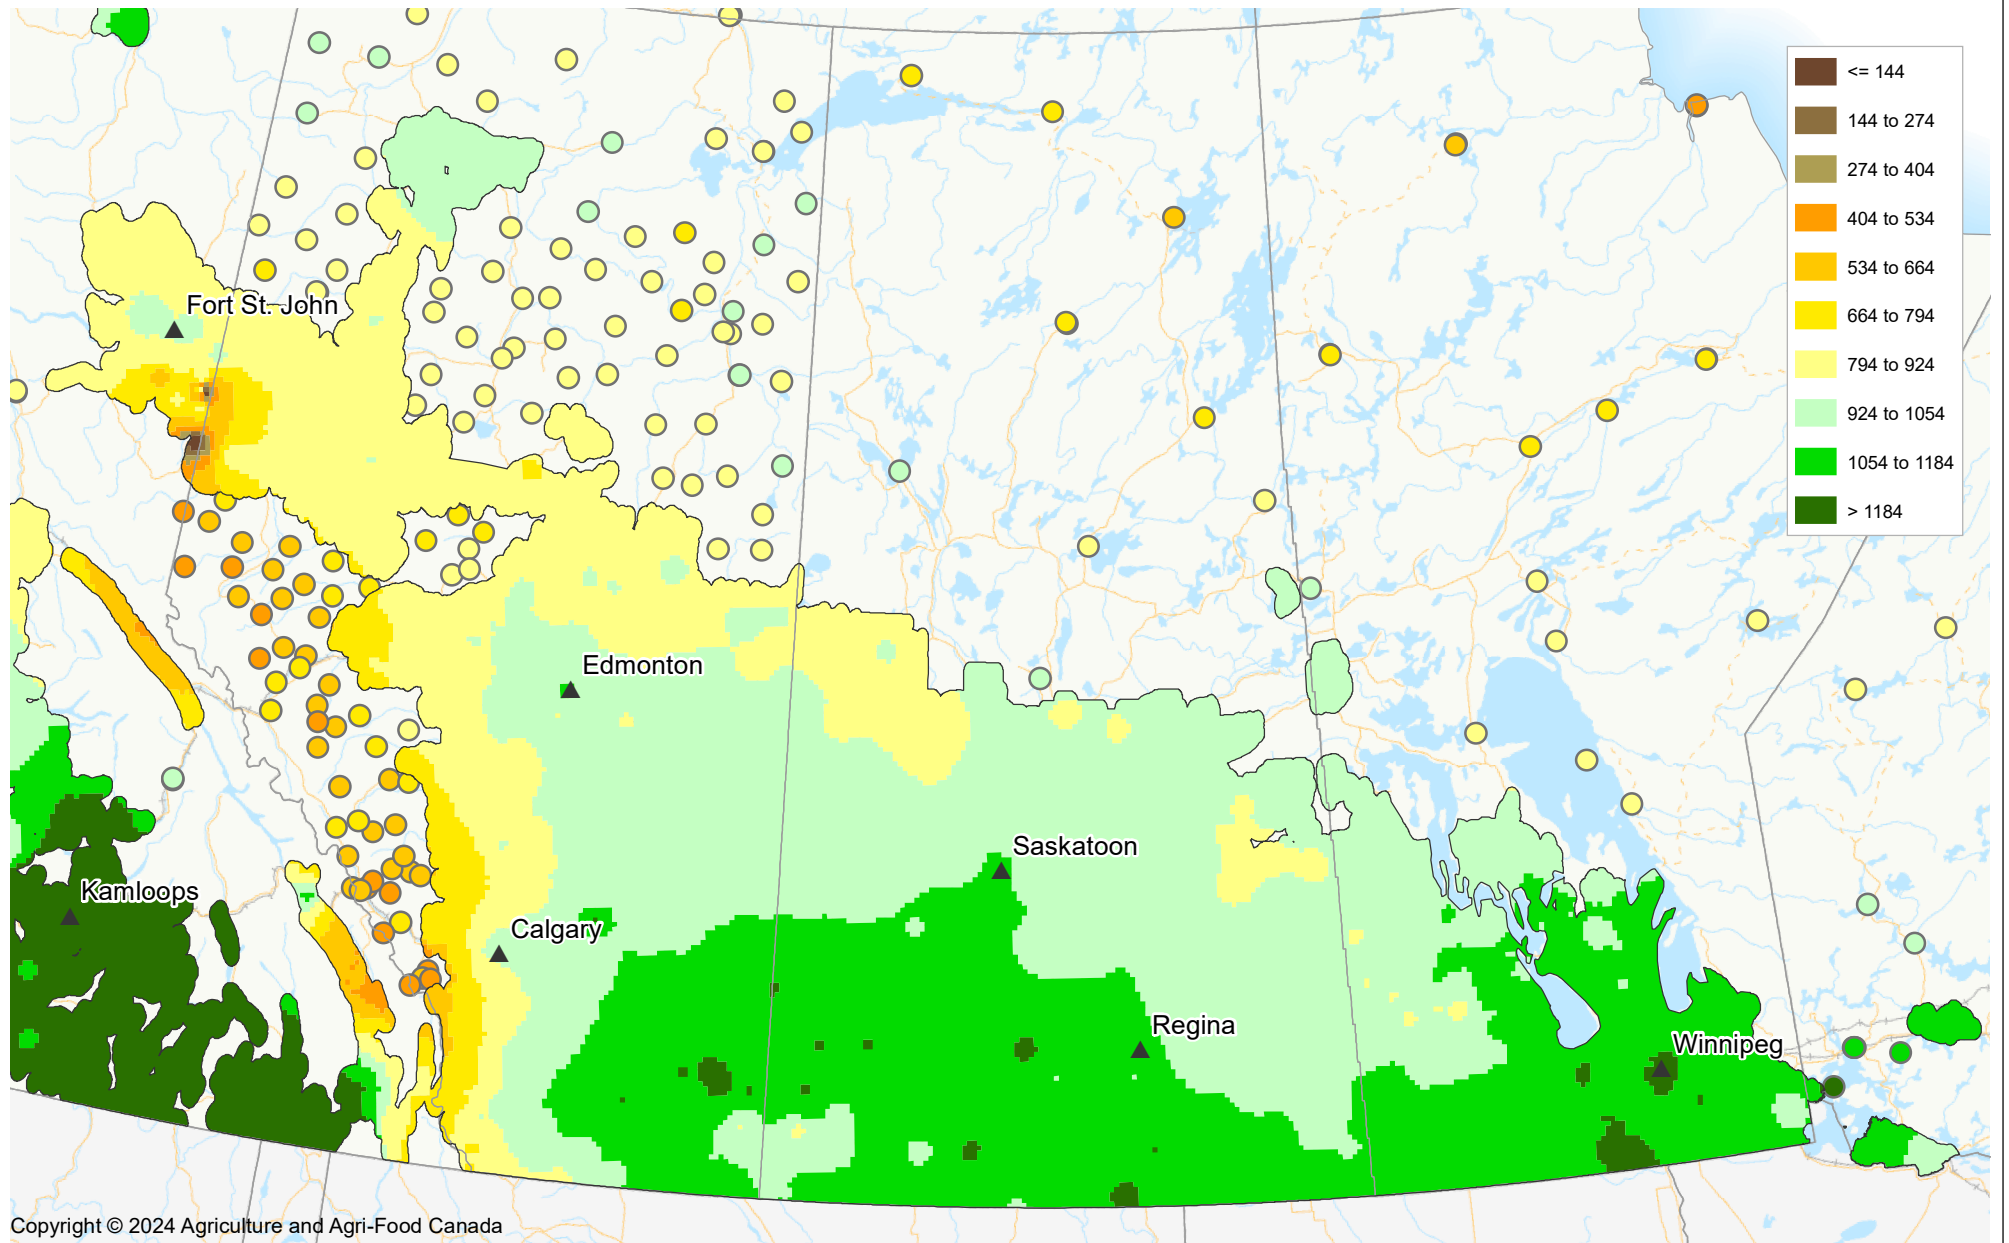 <= 144
144 to 274
274 to 404
404 to 534
534 to 664
664 to 794
794 to 924
924 to 1054
1054 to 1184
> 1184
Fort St. John
Edmonton
Saskatoon
Kamloops
Calgary
Regina
Winnipeg
Copyright © 2024 Agriculture and Agri-Food Canada